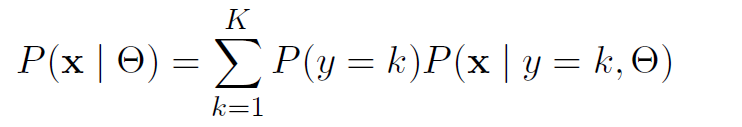 P(x | Θ) = ∑_{k=1}^{K} P(y = k)P(x | y = k, Θ)